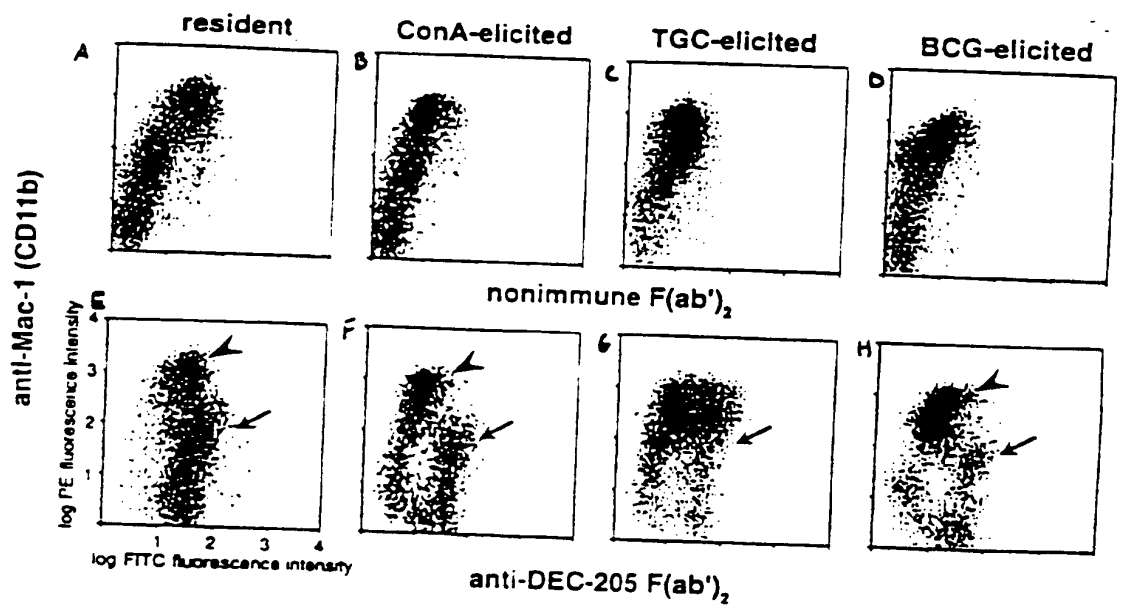 resident
ConA-elicited
TGC-elicited
BCG-elicited
A
B
C
D
anti-Mac-1 (CD11b)
nonimmune F(ab')₂
E
F
G
H
log PE fluorescence intensity
4
3
2
1
1 2 3 4
log FITC fluorescence intensity
anti-DEC-205 F(ab')₂